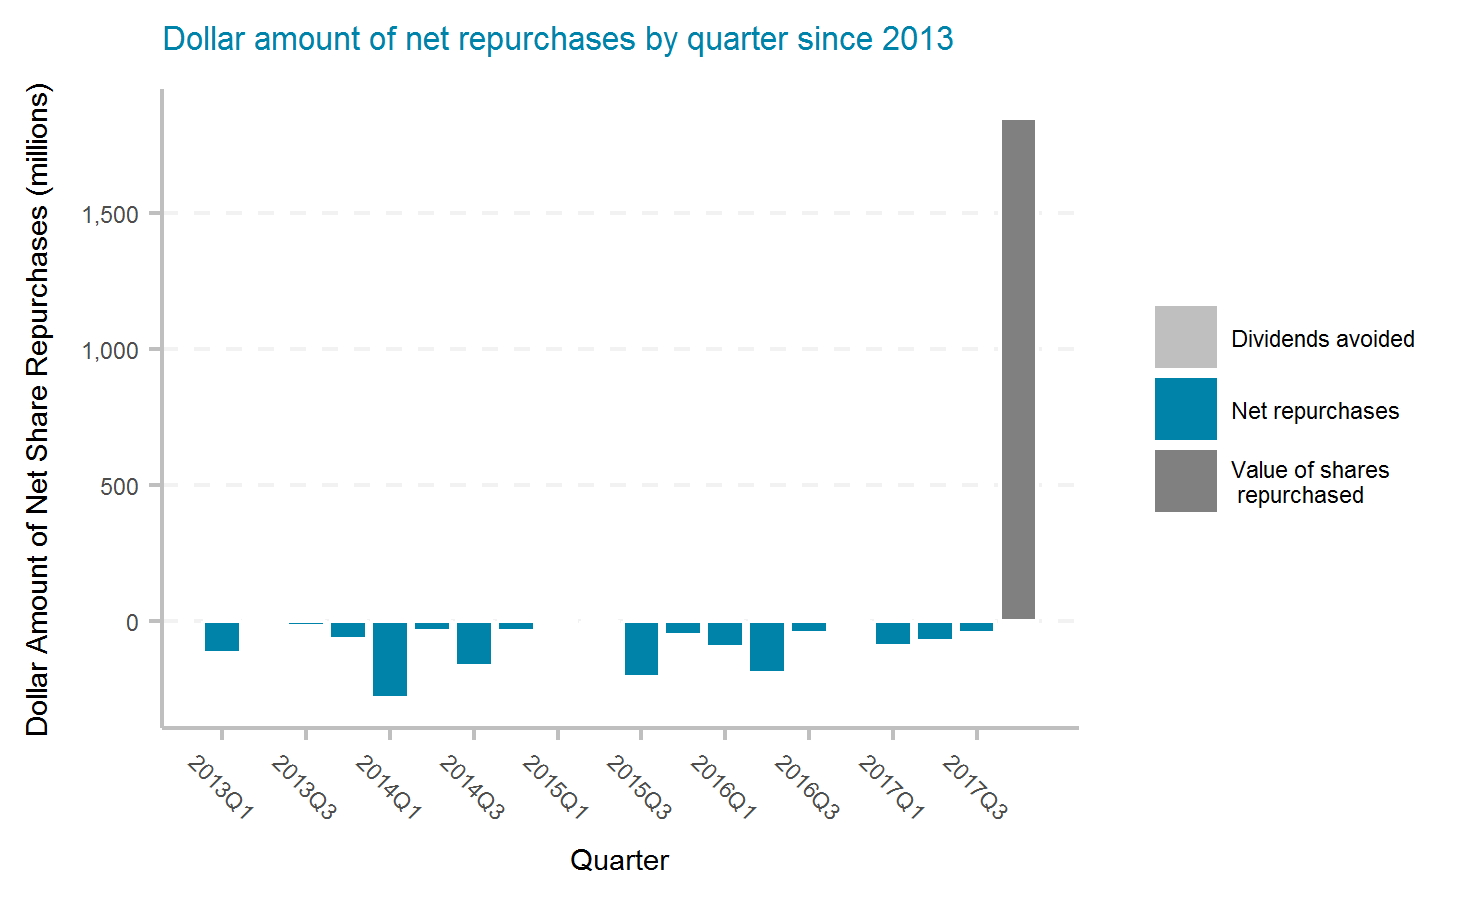 Dollar amount of net repurchases by quarter since 2013
Dollar Amount of Net Share Repurchases (millions)
1,500
1,000
500
0
2013Q1
2013Q3
2014Q1
2014Q3
2015Q1
2015Q3
2016Q1
2016Q3
2017Q1
2017Q3
Quarter
Dividends avoided
Net repurchases
Value of shares
repurchased